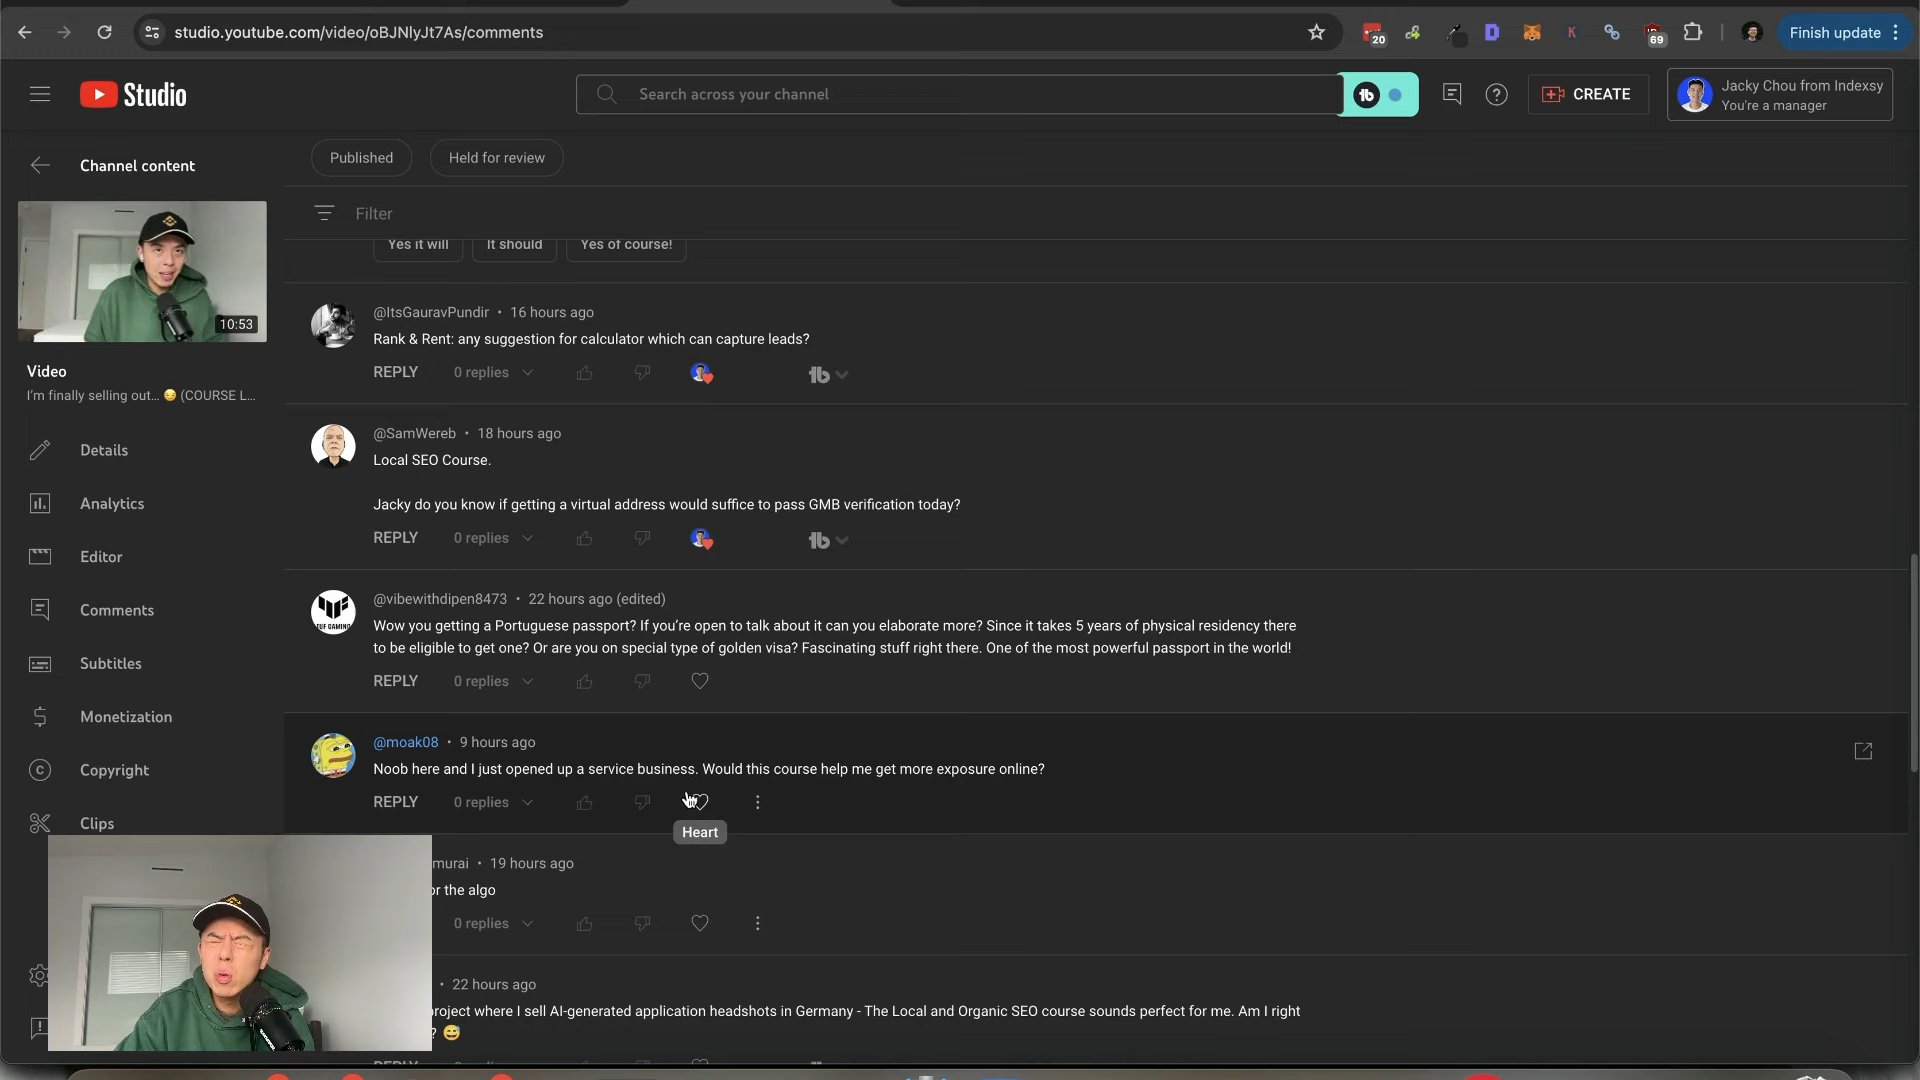 studio.youtube.com/video/oBJNlyJt7As/comments
20
69
Finish update
Studio
Search across your channel
CREATE
Jacky Chou from Indexsy
You're a manager
Channel content
10:53
Video
I'm finally selling out... 😏 (COURSE L...
Details
Analytics
Editor
Comments
Subtitles
Monetization
Copyright
Clips
Published
Held for review
Filter
Yes it will
It should
Yes of course!
@ItsGauravPundir • 16 hours ago
Rank & Rent: any suggestion for calculator which can capture leads?
REPLY
0 replies
@SamWereb • 18 hours ago
Local SEO Course.
Jacky do you know if getting a virtual address would suffice to pass GMB verification today?
REPLY
0 replies
TUF GAMING
@vibewithdipen8473 • 22 hours ago (edited)
Wow you getting a Portuguese passport? If you're open to talk about it can you elaborate more? Since it takes 5 years of physical residency there
to be eligible to get one? Or are you on special type of golden visa? Fascinating stuff right there. One of the most powerful passport in the world!
REPLY
0 replies
@moak08 • 9 hours ago
Noob here and I just opened up a service business. Would this course help me get more exposure online?
REPLY
0 replies
Heart
murai • 19 hours ago
or the algo
0 replies
• 22 hours ago
roject where I sell AI-generated application headshots in Germany - The Local and Organic SEO course sounds perfect for me. Am I right
? 😅
REPLY